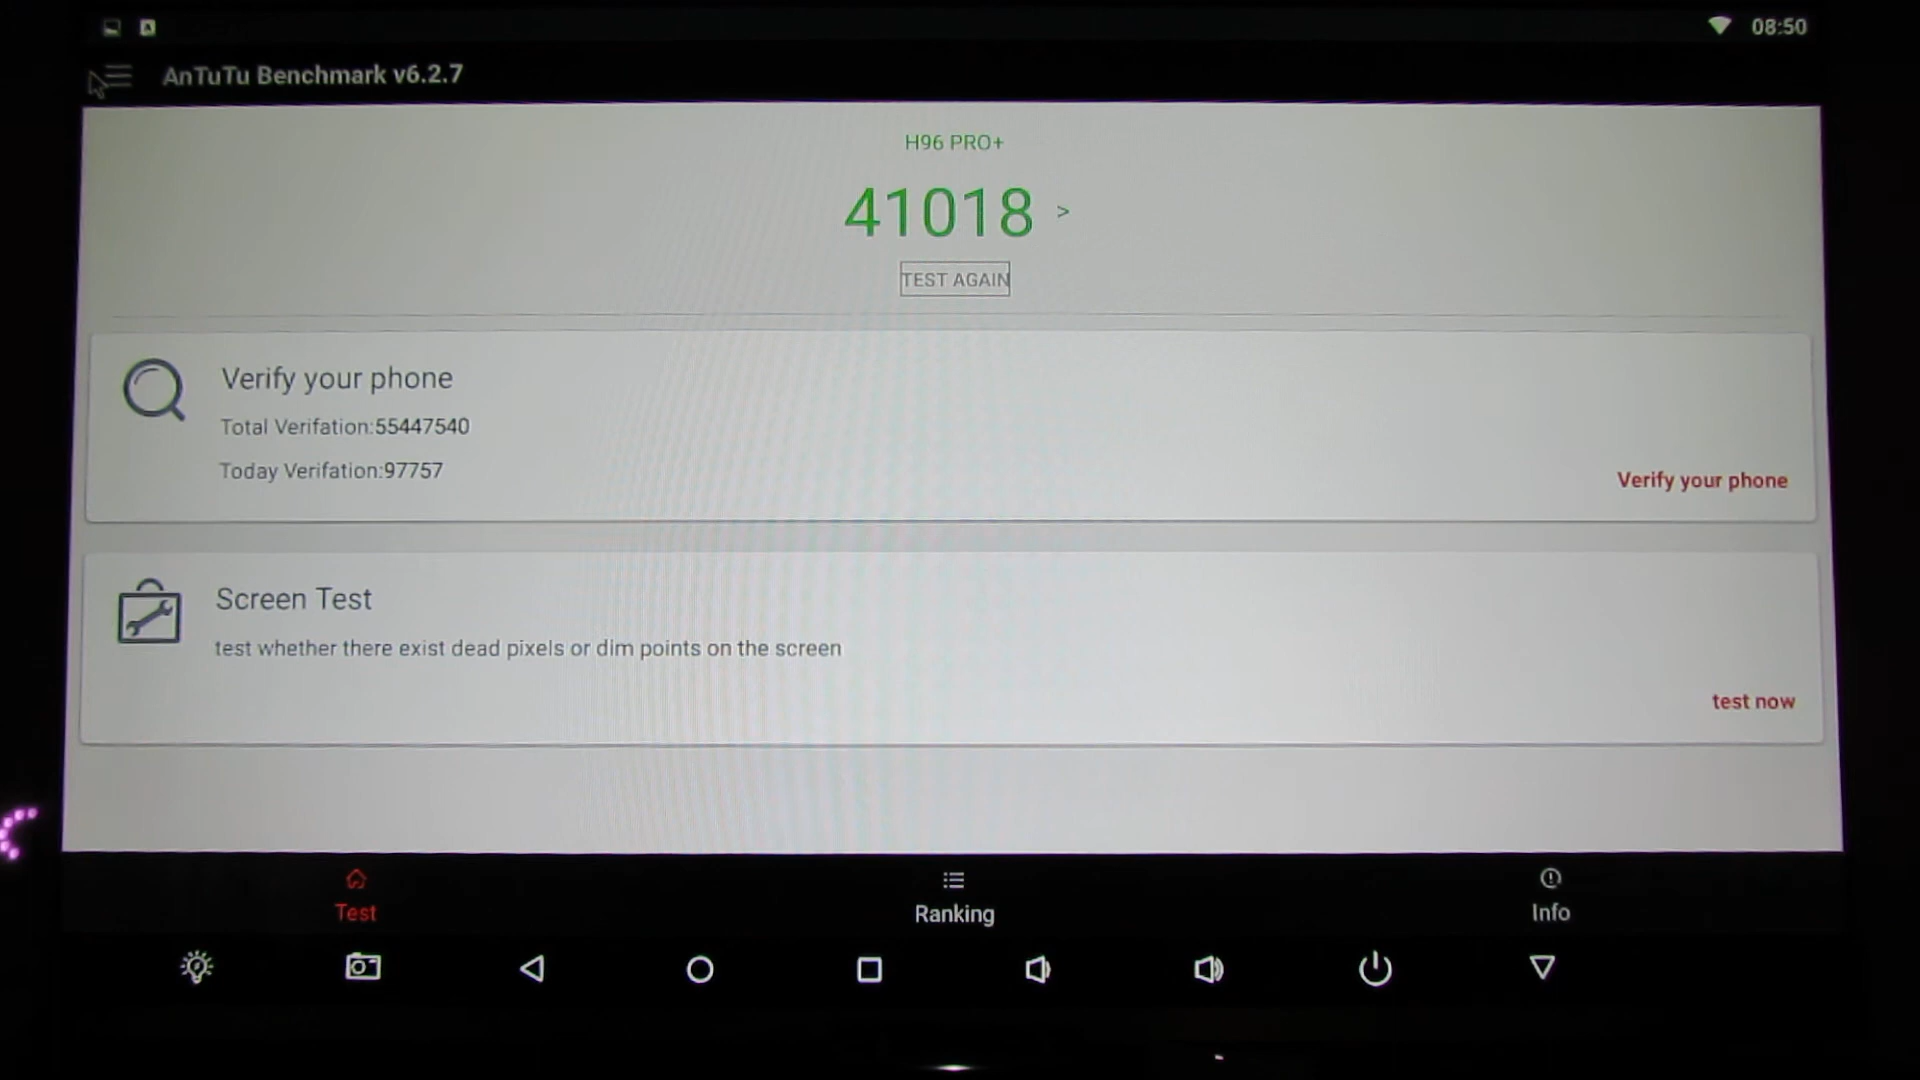 08:50
AnTuTu Benchmark v6.2.7
H96 PRO+
41018 >
TEST AGAIN
Verify your phone
Total Verifation:55447540
Today Verifation:97757
Verify your phone
Screen Test
test whether there exist dead pixels or dim points on the screen
test now
Test
Ranking
Info